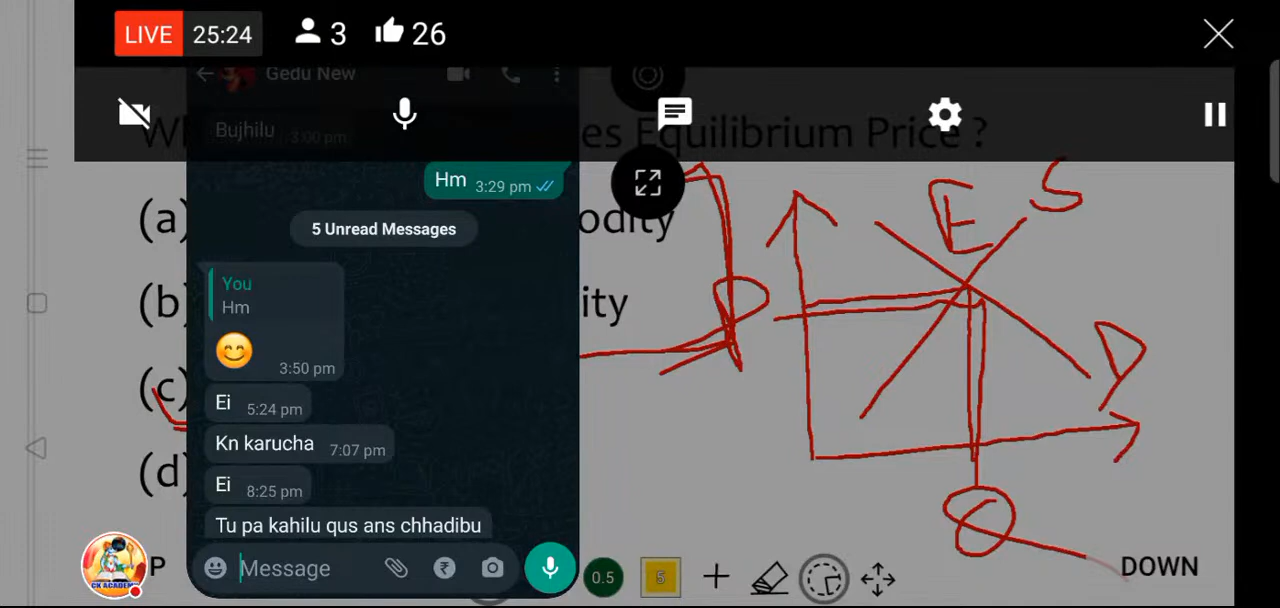 LIVE 25:24 3 26
Gedu New
Bujhilu 3:00 pm
es Equilibrium Price ?
Hm 3:29 pm
5 Unread Messages
You
Hm
😊
3:50 pm
Ei 5:24 pm
Kn karucha 7:07 pm
Ei 8:25 pm
Tu pa kahilu qus ans chhadibu
Message
(a) odity
(b) ity
(c)
(d)
E
S
P
D
CK ACADEMY
P
0.5
5
DOWN